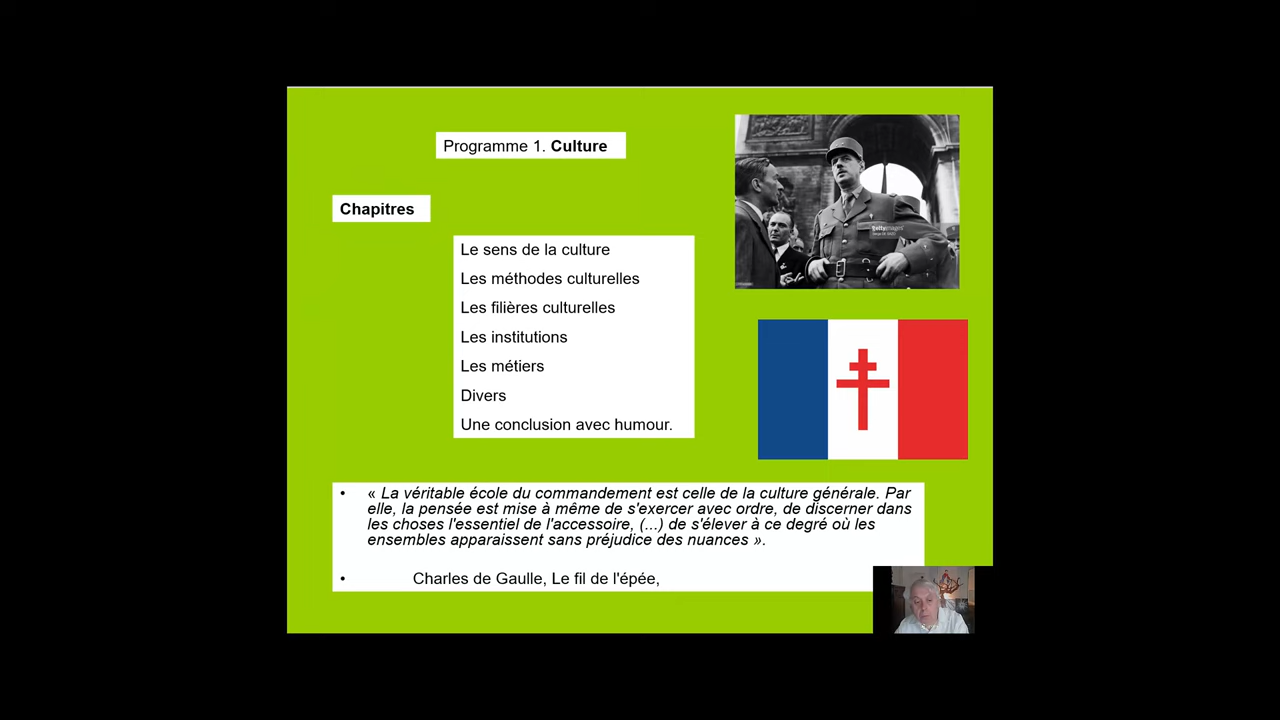 Programme 1. Culture
Chapitres
Le sens de la culture
Les méthodes culturelles
Les filières culturelles
Les institutions
Les métiers
Divers
Une conclusion avec humour.
• « La véritable école du commandement est celle de la culture générale. Par
elle, la pensée est mise à même de s'exercer avec ordre, de discerner dans
les choses l'essentiel de l'accessoire, (...) de s'élever à ce degré où les
ensembles apparaissent sans préjudice des nuances ».
• Charles de Gaulle, Le fil de l'épée,
gettyimages